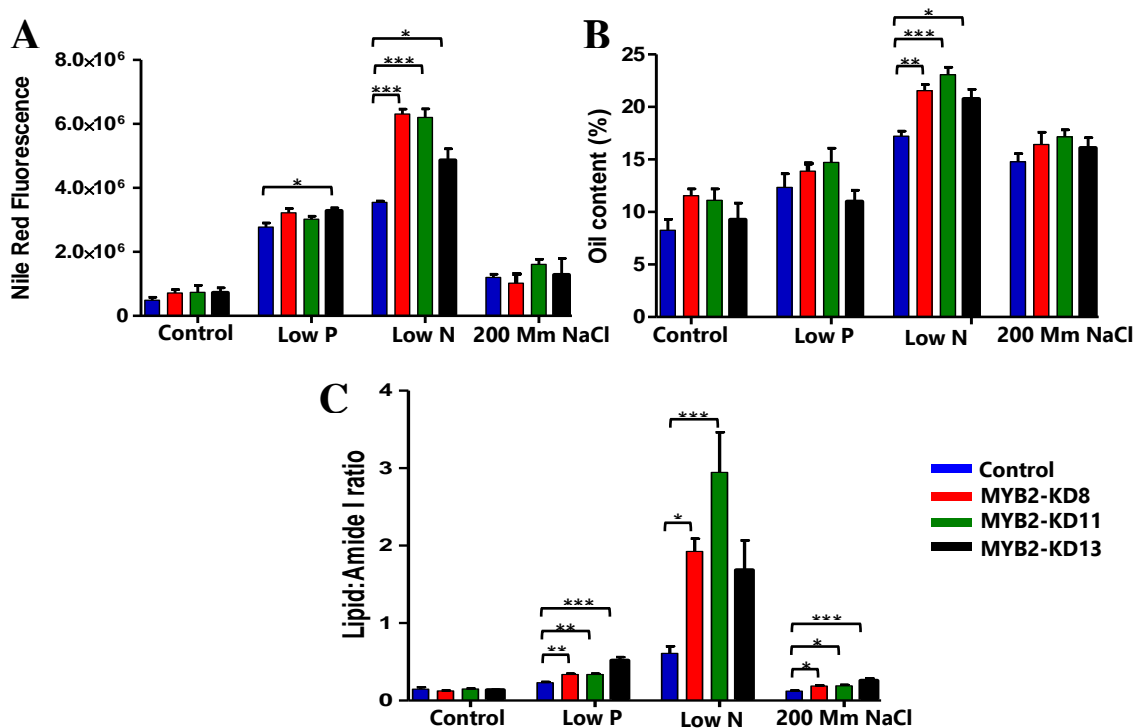 A
Nile Red Fluorescence
8.0×10⁶
6.0×10⁶
4.0×10⁶
2.0×10⁶
0
*
***
***
*
Control
Low P
Low N
200 Mm NaCl
B
Oil content (%)
25
20
15
10
5
0
*
***
**
Control
Low P
Low N
200 Mm NaCl
C
Lipid:Amide I ratio
4
3
2
1
0
***
*
***
**
**
***
*
*
Control
Low P
Low N
200 Mm NaCl
Control
MYB2-KD8
MYB2-KD11
MYB2-KD13